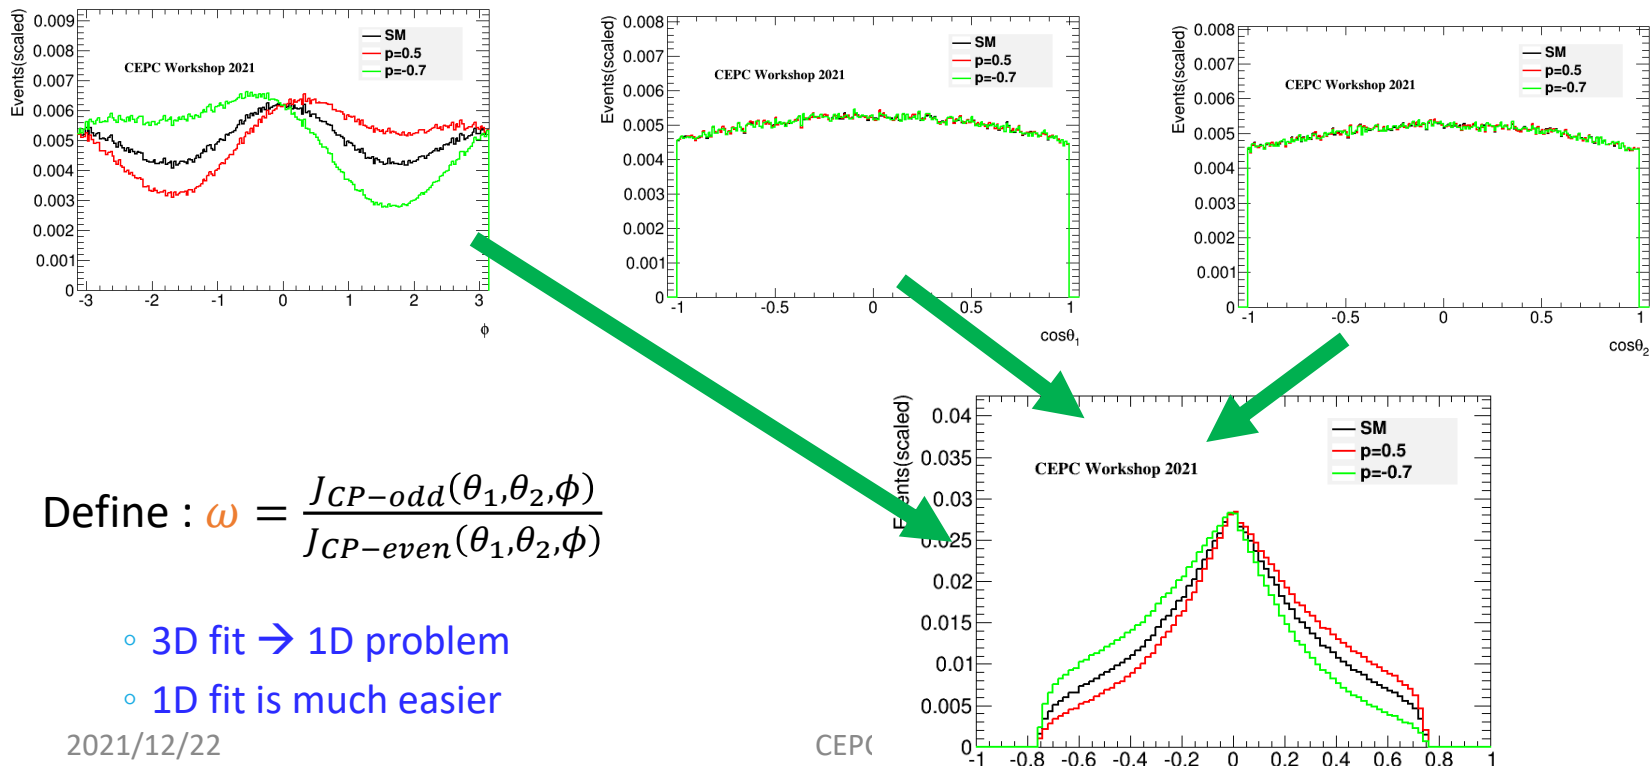 Events(scaled)
0.009
0.008
0.007
0.006
0.005
0.004
0.003
0.002
0.001
0
-3 -2 -1 0 1 2 3
ϕ
CEPC Workshop 2021
SM
p=0.5
p=-0.7
Events(scaled)
0.008
0.007
0.006
0.005
0.004
0.003
0.002
0.001
0
-1 -0.5 0 0.5 1
cosθ₁
CEPC Workshop 2021
SM
p=0.5
p=-0.7
Events(scaled)
0.008
0.007
0.006
0.005
0.004
0.003
0.002
0.001
0
-1 -0.5 0 0.5 1
cosθ₂
CEPC Workshop 2021
SM
p=0.5
p=-0.7
Define : ω = J_{CP−odd}(θ₁,θ₂,ϕ) / J_{CP−even}(θ₁,θ₂,ϕ)
◦ 3D fit → 1D problem
◦ 1D fit is much easier
Events(scaled)
0.04
0.035
0.03
0.025
0.02
0.015
0.01
0.005
0
-1 -0.8 -0.6 -0.4 -0.2 0 0.2 0.4 0.6 0.8 1
CEPC Workshop 2021
SM
p=0.5
p=-0.7
2021/12/22
CEPC